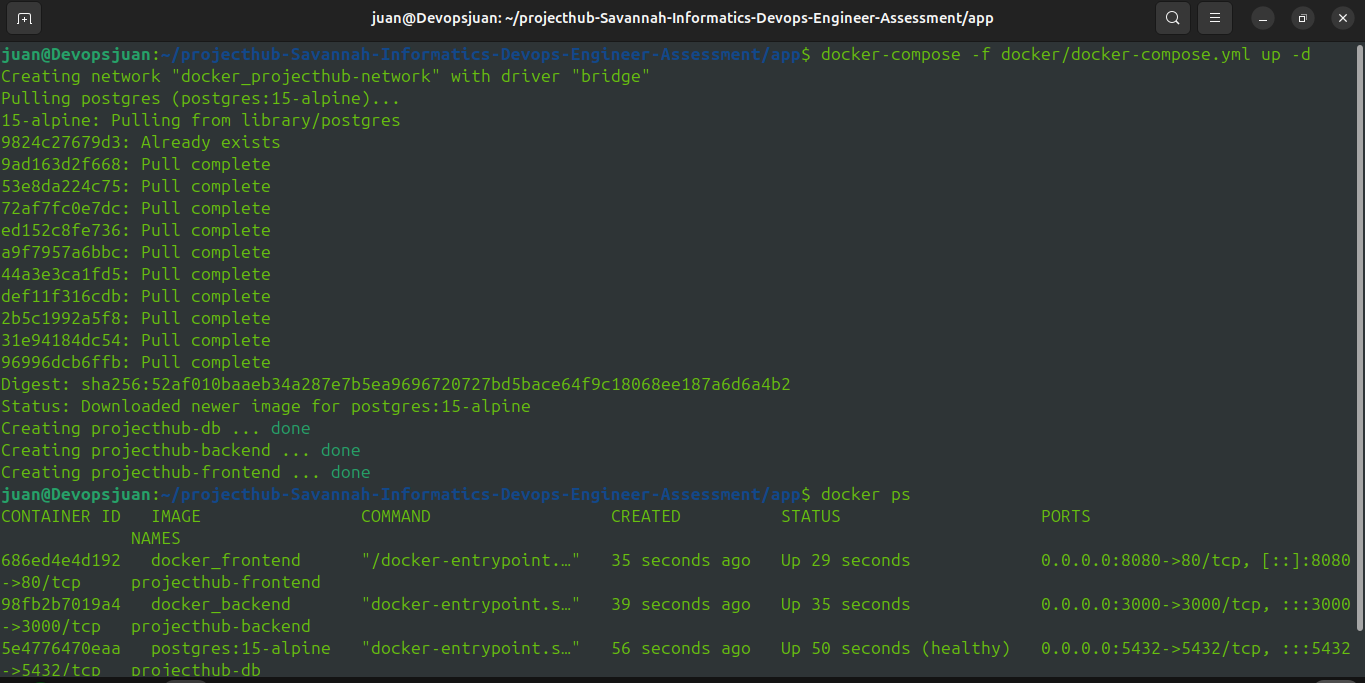 juan@Devopsjuan: ~/projecthub-Savannah-Informatics-Devops-Engineer-Assessment/app
juan@Devopsjuan:~/projecthub-Savannah-Informatics-Devops-Engineer-Assessment/app$ docker-compose -f docker/docker-compose.yml up -d
Creating network "docker_projecthub-network" with driver "bridge"
Pulling postgres (postgres:15-alpine)...
15-alpine: Pulling from library/postgres
9824c27679d3: Already exists
9ad163d2f668: Pull complete
53e8da224c75: Pull complete
72af7fc0e7dc: Pull complete
ed152c8fe736: Pull complete
a9f7957a6bbc: Pull complete
44a3e3ca1fd5: Pull complete
def11f316cdb: Pull complete
2b5c1992a5f8: Pull complete
31e94184dc54: Pull complete
96996dcb6ffb: Pull complete
Digest: sha256:52af010baaeb34a287e7b5ea9696720727bd5bace64f9c18068ee187a6d6a4b2
Status: Downloaded newer image for postgres:15-alpine
Creating projecthub-db ... done
Creating projecthub-backend ... done
Creating projecthub-frontend ... done
juan@Devopsjuan:~/projecthub-Savannah-Informatics-Devops-Engineer-Assessment/app$ docker ps
CONTAINER ID   IMAGE                COMMAND                  CREATED          STATUS                    PORTS
             NAMES
686ed4e4d192   docker_frontend      "/docker-entrypoint.…"   35 seconds ago   Up 29 seconds             0.0.0.0:8080->80/tcp, [::]:8080
->80/tcp     projecthub-frontend
98fb2b7019a4   docker_backend       "docker-entrypoint.s…"   39 seconds ago   Up 35 seconds             0.0.0.0:3000->3000/tcp, :::3000
->3000/tcp   projecthub-backend
5e4776470eaa   postgres:15-alpine   "docker-entrypoint.s…"   56 seconds ago   Up 50 seconds (healthy)   0.0.0.0:5432->5432/tcp, :::5432
->5432/tcp   projecthub-db